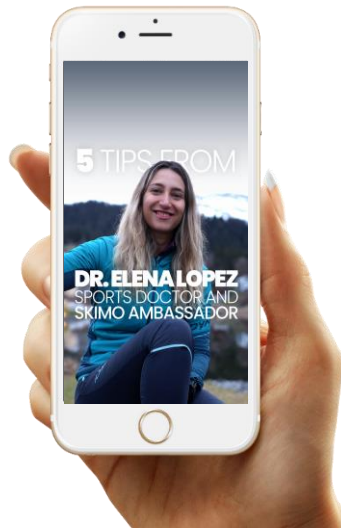 5 TIPS FROM
DR. ELENA LOPEZ
SPORTS DOCTOR AND
SKIMO AMBASSADOR